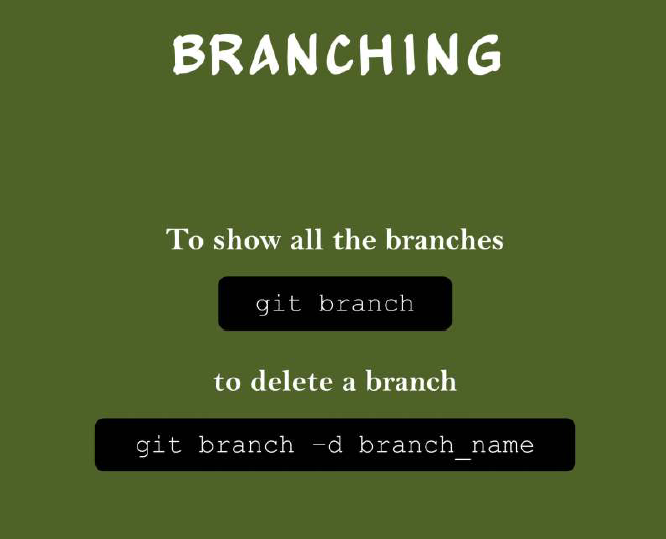 BRANCHING
To show all the branches
git branch
to delete a branch
git branch -d branch_name